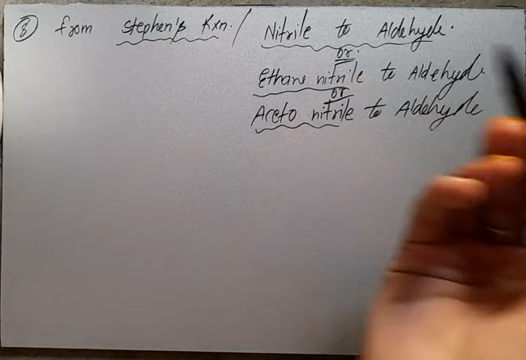 ⑧ from Stephen's Rxn. / Nitrile to Aldehyde.
or.
Ethane nitrile to Aldehyde
or
Aceto nitrile to Aldehyde